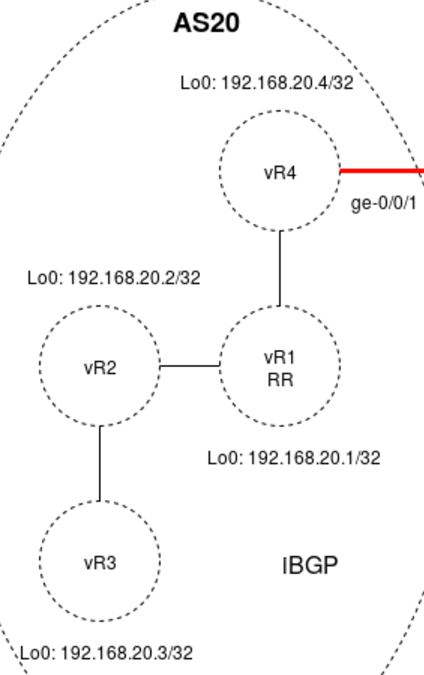 AS20
Lo0: 192.168.20.4/32
vR4
ge-0/0/1
Lo0: 192.168.20.2/32
vR2
vR1
RR
Lo0: 192.168.20.1/32
vR3
iBGP
Lo0: 192.168.20.3/32